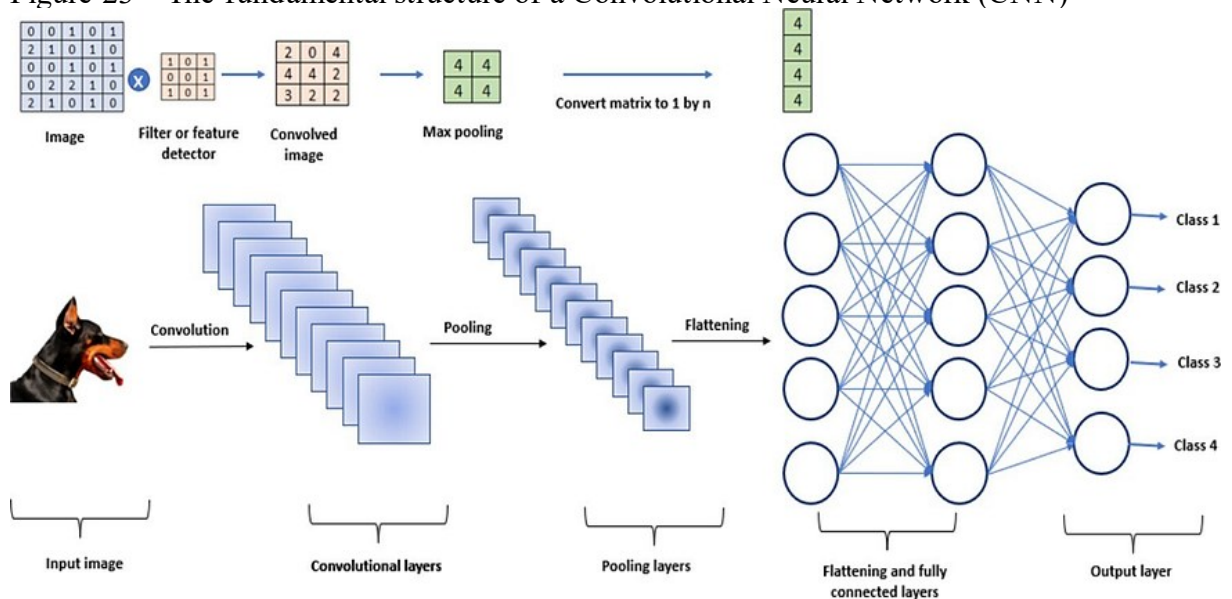 Figure 23 – The fundamental structure of a Convolutional Neural Network (CNN)
0 0 1 0 1
2 1 0 1 0
0 0 1 0 1
0 2 2 1 0
2 1 0 1 0
X
1 0 1
0 0 1
1 0 1
2 0 4
4 4 2
3 2 2
4 4
4 4
Convert matrix to 1 by n
4
4
4
4
Image
Filter or feature
detector
Convolved
image
Max pooling
Convolution
Pooling
Flattening
Class 1
Class 2
Class 3
Class 4
Input image
Convolutional layers
Pooling layers
Flattening and fully
connected layers
Output layer